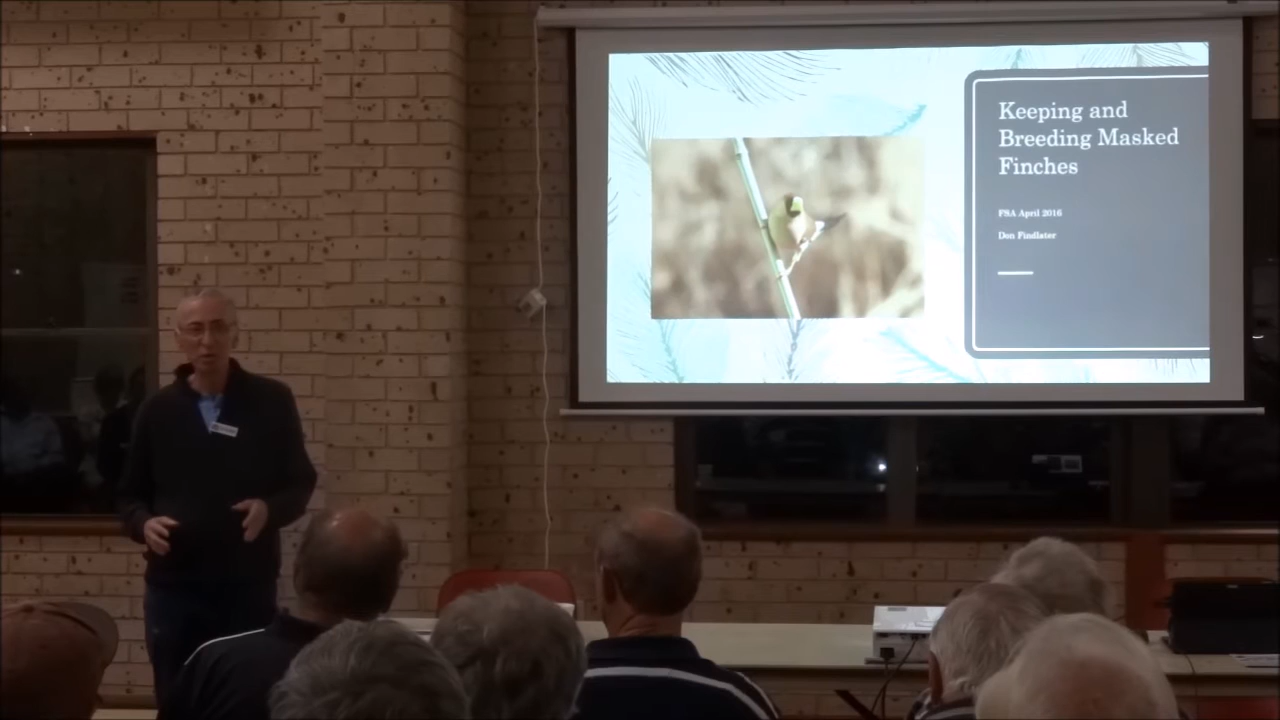 Keeping and
Breeding Masked
Finches
FSA April 2016
Don Findlater